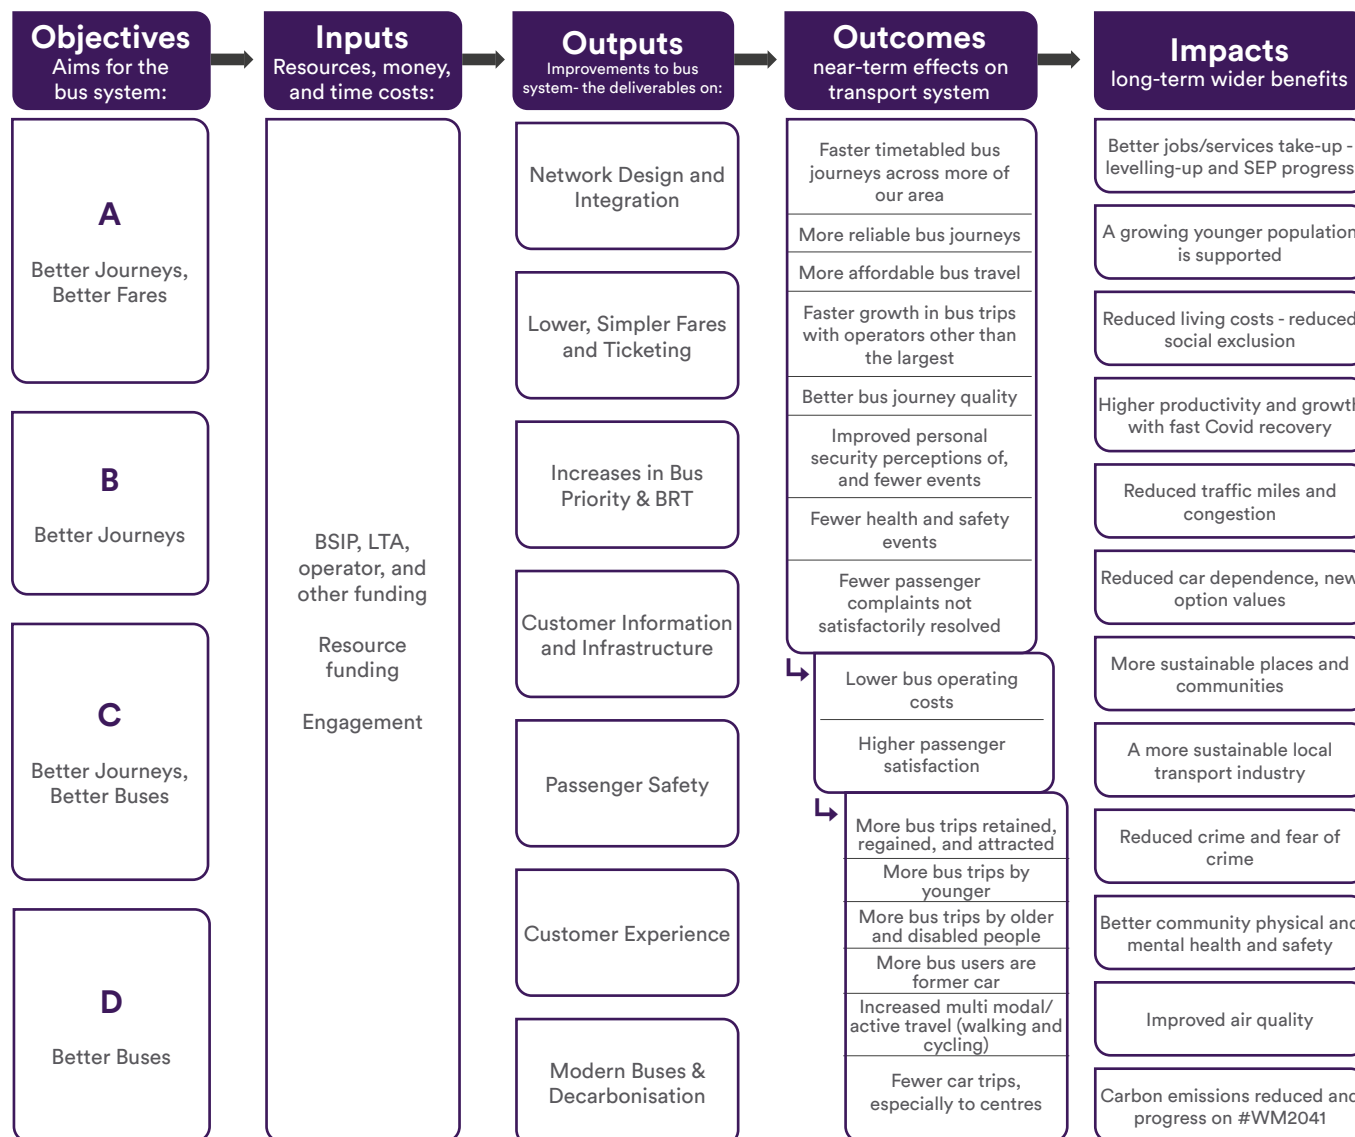 Objectives
Aims for the
bus system:
Inputs
Resources, money,
and time costs:
Outputs
Improvements to bus
system- the deliverables on:
Outcomes
near-term effects on
transport system
Impacts
long-term wider benefits
A
Better Journeys,
Better Fares
B
Better Journeys
C
Better Journeys,
Better Buses
D
Better Buses
BSIP, LTA,
operator, and
other funding
Resource
funding
Engagement
Network Design and
Integration
Lower, Simpler Fares
and Ticketing
Increases in Bus
Priority & BRT
Customer Information
and Infrastructure
Passenger Safety
Customer Experience
Modern Buses &
Decarbonisation
Faster timetabled bus
journeys across more of
our area
More reliable bus journeys
More affordable bus travel
Faster growth in bus trips
with operators other than
the largest
Better bus journey quality
Improved personal
security perceptions of,
and fewer events
Fewer health and safety
events
Fewer passenger
complaints not
satisfactorily resolved
Lower bus operating
costs
Higher passenger
satisfaction
More bus trips retained,
regained, and attracted
More bus trips by
younger
More bus trips by older
and disabled people
More bus users are
former car
Increased multi modal/
active travel (walking and
cycling)
Fewer car trips,
especially to centres
Better jobs/services take-up -
levelling-up and SEP progress
A growing younger population
is supported
Reduced living costs - reduced
social exclusion
Higher productivity and growth
with fast Covid recovery
Reduced traffic miles and
congestion
Reduced car dependence, new
option values
More sustainable places and
communities
A more sustainable local
transport industry
Reduced crime and fear of
crime
Better community physical and
mental health and safety
Improved air quality
Carbon emissions reduced and
progress on #WM2041